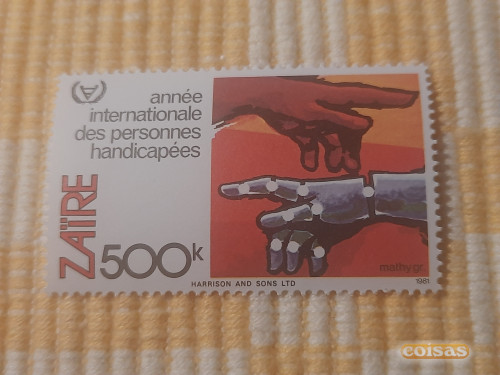 année
internationale
des personnes
handicapées
ZAÏRE
500k
mathy.gr.
HARRISON AND SONS LTD
1981
coisas